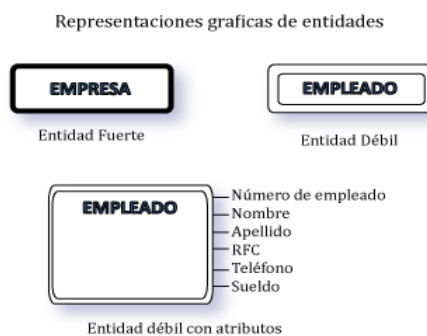 Representaciones graficas de entidades
EMPRESA
EMPLEADO
Entidad Fuerte
Entidad Débil
EMPLEADO
Número de empleado
Nombre
Apellido
RFC
Teléfono
Sueldo
Entidad débil con atributos